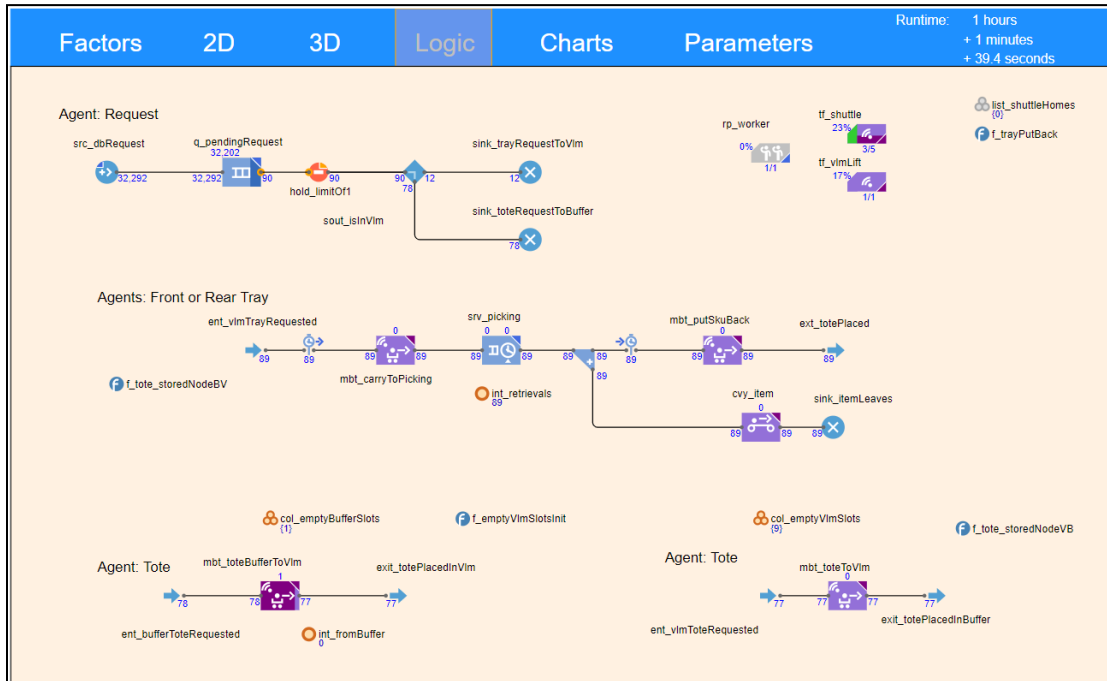 Factors 2D 3D Logic Charts Parameters
Runtime: 1 hours
+ 1 minutes
+ 39.4 seconds
Agent: Request
src_dbRequest
32,292
q_pendingRequest
32,202
32,292
90
hold_limitOf1
90
sout_isInVlm
90
12
78
sink_trayRequestToVlm
12
sink_toteRequestToBuffer
78
rp_worker
0%
1/1
tf_shuttle
23%
3/5
tf_vlmLift
17%
1/1
list_shuttleHomes
{0}
f_trayPutBack
Agents: Front or Rear Tray
ent_vlmTrayRequested
89
89
mbt_carryToPicking
0
89
89
srv_picking
0 0
89
89
int_retrievals
89
89
89
89
89
mbt_putSkuBack
0
89
89
ext_totePlaced
89
f_tote_storedNodeBV
cvy_item
0
89
89
sink_itemLeaves
89
col_emptyBufferSlots
{1}
f_emptyVlmSlotsInit
col_emptyVlmSlots
{9}
f_tote_storedNodeVB
Agent: Tote
ent_bufferToteRequested
78
mbt_toteBufferToVlm
1
78
77
exit_totePlacedInVlm
77
int_fromBuffer
0
Agent: Tote
ent_vlmToteRequested
77
mbt_toteToVlm
0
77
77
exit_totePlacedInBuffer
77